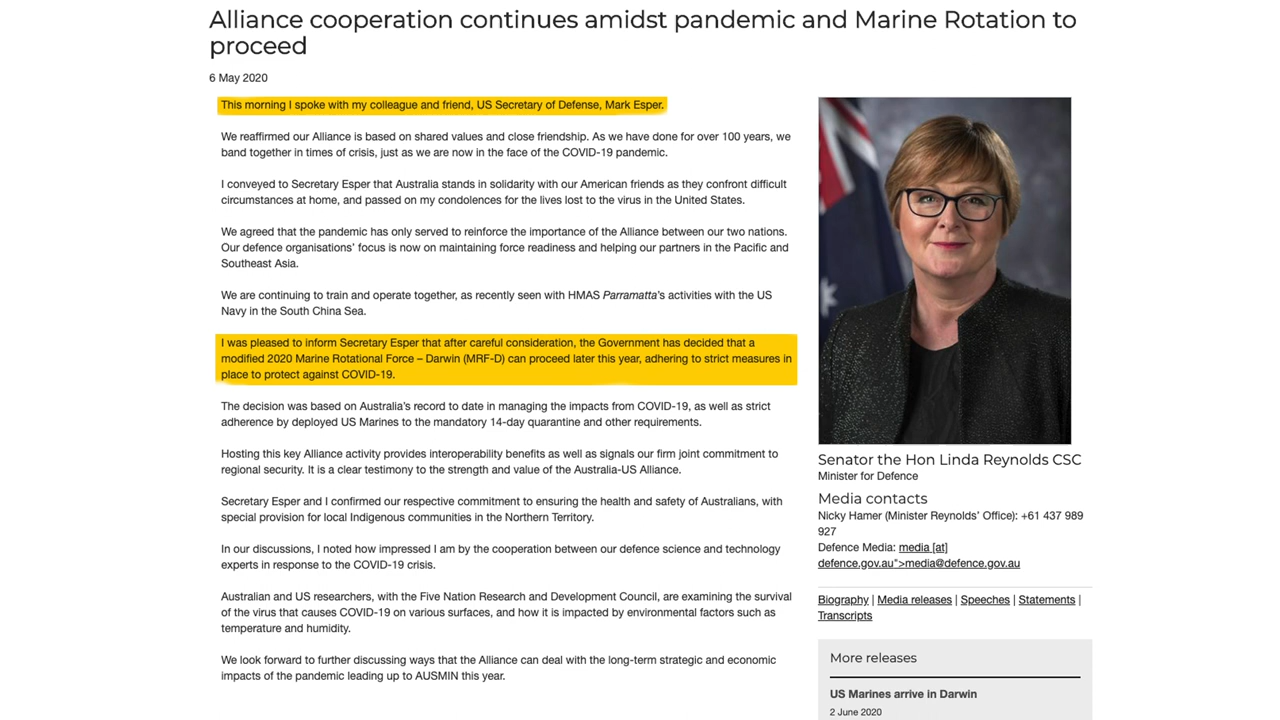 Alliance cooperation continues amidst pandemic and Marine Rotation to
proceed
6 May 2020
This morning I spoke with my colleague and friend, US Secretary of Defense, Mark Esper.
We reaffirmed our Alliance is based on shared values and close friendship. As we have done for over 100 years, we
band together in times of crisis, just as we are now in the face of the COVID-19 pandemic.
I conveyed to Secretary Esper that Australia stands in solidarity with our American friends as they confront difficult
circumstances at home, and passed on my condolences for the lives lost to the virus in the United States.
We agreed that the pandemic has only served to reinforce the importance of the Alliance between our two nations.
Our defence organisations’ focus is now on maintaining force readiness and helping our partners in the Pacific and
Southeast Asia.
We are continuing to train and operate together, as recently seen with HMAS Parramatta’s activities with the US
Navy in the South China Sea.
I was pleased to inform Secretary Esper that after careful consideration, the Government has decided that a
modified 2020 Marine Rotational Force – Darwin (MRF-D) can proceed later this year, adhering to strict measures in
place to protect against COVID-19.
The decision was based on Australia’s record to date in managing the impacts from COVID-19, as well as strict
adherence by deployed US Marines to the mandatory 14-day quarantine and other requirements.
Hosting this key Alliance activity provides interoperability benefits as well as signals our firm joint commitment to
regional security. It is a clear testimony to the strength and value of the Australia-US Alliance.
Secretary Esper and I confirmed our respective commitment to ensuring the health and safety of Australians, with
special provision for local Indigenous communities in the Northern Territory.
In our discussions, I noted how impressed I am by the cooperation between our defence science and technology
experts in response to the COVID-19 crisis.
Australian and US researchers, with the Five Nation Research and Development Council, are examining the survival
of the virus that causes COVID-19 on various surfaces, and how it is impacted by environmental factors such as
temperature and humidity.
We look forward to further discussing ways that the Alliance can deal with the long-term strategic and economic
impacts of the pandemic leading up to AUSMIN this year.
Senator the Hon Linda Reynolds CSC
Minister for Defence
Media contacts
Nicky Hamer (Minister Reynolds’ Office): +61 437 989
927
Defence Media: media [at]
defence.gov.au">media@defence.gov.au
Biography | Media releases | Speeches | Statements |
Transcripts
More releases
US Marines arrive in Darwin
2 June 2020